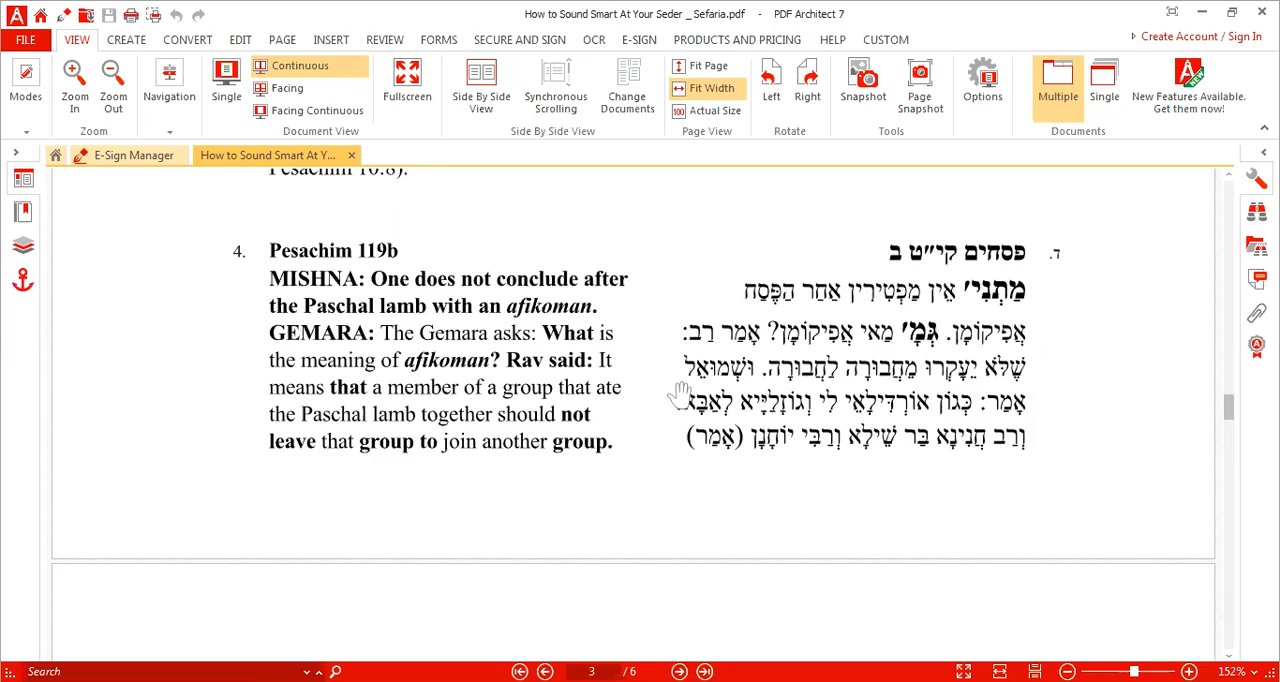 How to Sound Smart At Your Seder _ Sefaria.pdf - PDF Architect 7
FILE VIEW CREATE CONVERT EDIT PAGE INSERT REVIEW FORMS SECURE AND SIGN OCR E-SIGN PRODUCTS AND PRICING HELP CUSTOM Create Account / Sign In
Modes
Zoom In
Zoom Out
Zoom
Navigation
Single
Continuous
Facing
Facing Continuous
Document View
Fullscreen
Side By Side View
Synchronous Scrolling
Change Documents
Side By Side View
Fit Page
Fit Width
Actual Size
Page View
Left
Right
Rotate
Snapshot
Page Snapshot
Tools
Options
Multiple
Single
Documents
New Features Available.
Get them now!
E-Sign Manager
How to Sound Smart At Y...
Pesachim 10:8).
4. Pesachim 119b
MISHNA: One does not conclude after
the Paschal lamb with an afikoman.
GEMARA: The Gemara asks: What is
the meaning of afikoman? Rav said: It
means that a member of a group that ate
the Paschal lamb together should not
leave that group to join another group.
ד. פסחים קי״ט ב
מַתְנִי׳ אֵין מַפְטִירִין אַחַר הַפֶּסַח
אֲפִיקוֹמָן. גְּמָ׳ מַאי אֲפִיקוֹמָן? אָמַר רַב:
שֶׁלֹּא יֵעָקְרוּ מֵחֲבוּרָה לַחֲבוּרָה. וּשְׁמוּאֵל
אָמַר: כְּגוֹן אוֹרְדִּילָאֵי לִי וְגוֹזָלַיָּיא לְאַבָּא
וְרַב חֲנִינָא בַּר שֵׁילָא וְרַבִּי יוֹחָנָן (אָמַר)
Search
3 / 6
152%